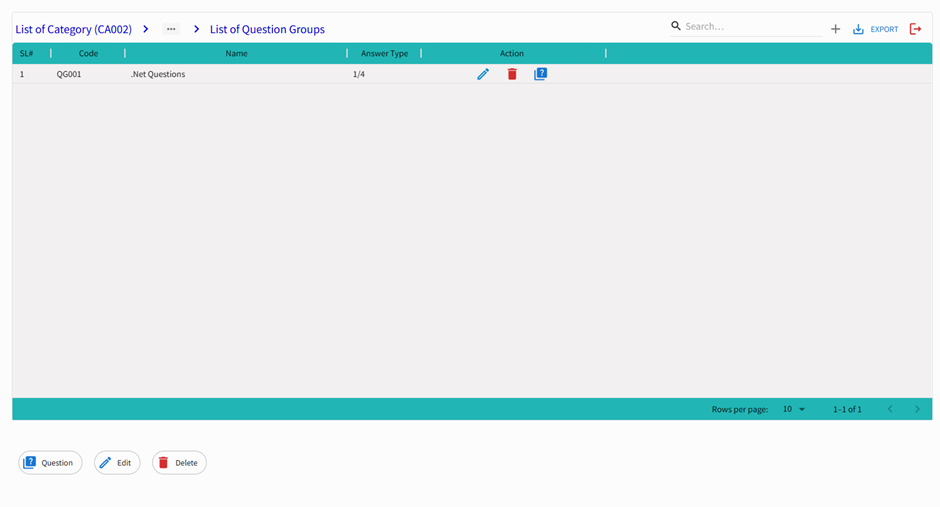 List of Category (CA002) > ... > List of Question Groups Search... + EXPORT
SL# Code Name Answer Type Action
1 QG001 .Net Questions 1/4
Rows per page: 10 1–1 of 1
Question Edit Delete